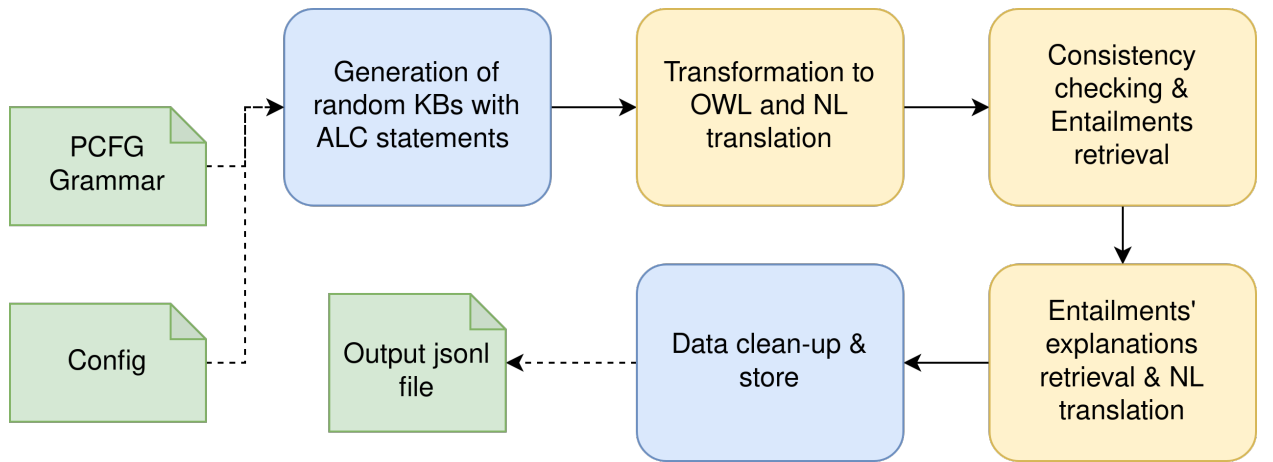 PCFG
Grammar
Config
Generation of
random KBs with
ALC statements
Transformation to
OWL and NL
translation
Consistency
checking &
Entailments
retrieval
Entailments'
explanations
retrieval & NL
translation
Data clean-up &
store
Output jsonl
file